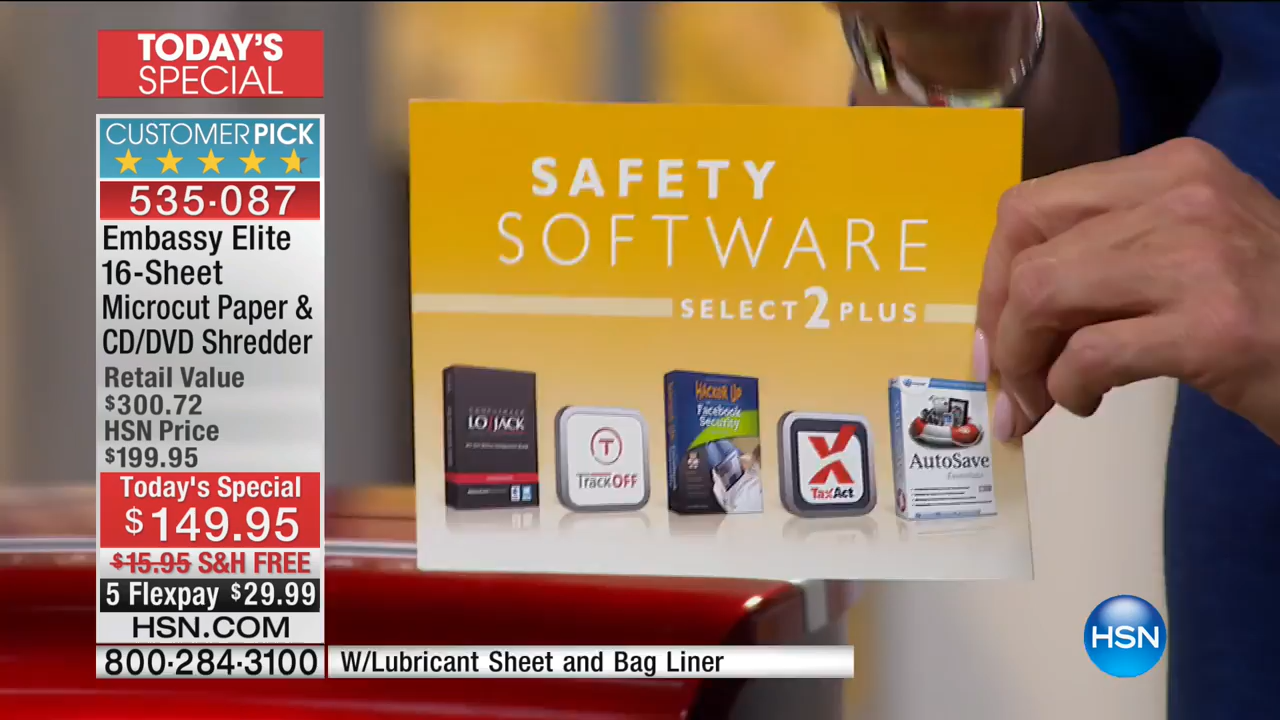 TODAY'S
SPECIAL
CUSTOMER PICK
535-087
Embassy Elite
16-Sheet
Microcut Paper &
CD/DVD Shredder
Retail Value
$300.72
HSN Price
$199.95
Today's Special
$149.95
$15.95 S&H FREE
5 Flexpay $29.99
HSN.COM
800-284-3100
W/Lubricant Sheet and Bag Liner
SAFETY
SOFTWARE
SELECT 2 PLUS
LOJACK
T
TrackOFF
HACKER UP
Facebook
Security
TaxAct
AutoSave
Essentials
HSN